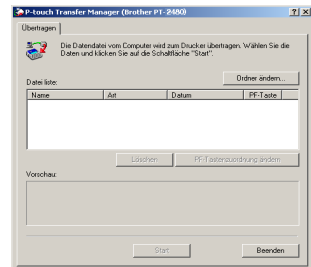 P-touch Transfer Manager (Brother PT-2480)
Übertragen
Die Datendatei vom Computer wird zum Drucker übertragen. Wählen Sie die
Daten und klicken Sie auf die Schaltfläche "Start".
Ordner ändern...
Datei liste:
Name Art Datum PF-Taste
Löschen PF-Tastenzuordnung ändern
Vorschau:
Start Beenden